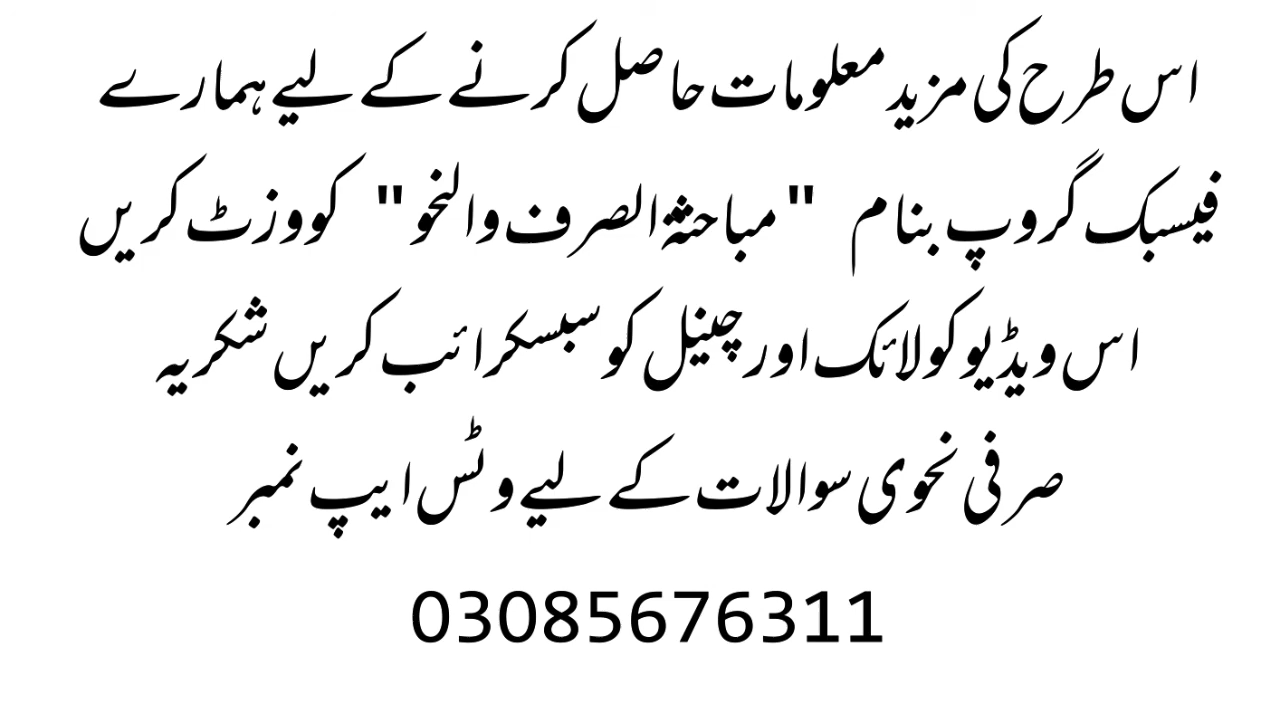 اس طرح کی مزید معلومات حاصل کرنے کے لیے ہمارے
فیسبک گروپ بنام "مباحثۃ الصرف والنحو" کو وزٹ کریں
اس ویڈیو کو لائک اور چینیل کو سبسکرائب کریں شکریہ
صرفی نحوی سوالات کے لیے وٹس ایپ نمبر
03085676311